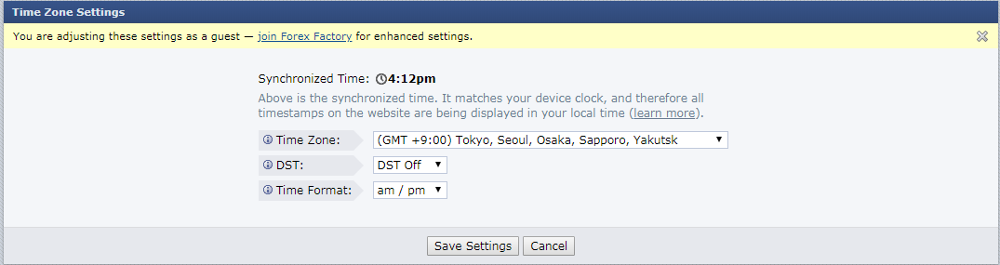 Time Zone Settings
You are adjusting these settings as a guest — join Forex Factory for enhanced settings.
Synchronized Time: 4:12pm
Above is the synchronized time. It matches your device clock, and therefore all
timestamps on the website are being displayed in your local time (learn more).
Time Zone: (GMT +9:00) Tokyo, Seoul, Osaka, Sapporo, Yakutsk
DST: DST Off
Time Format: am / pm
Save Settings Cancel